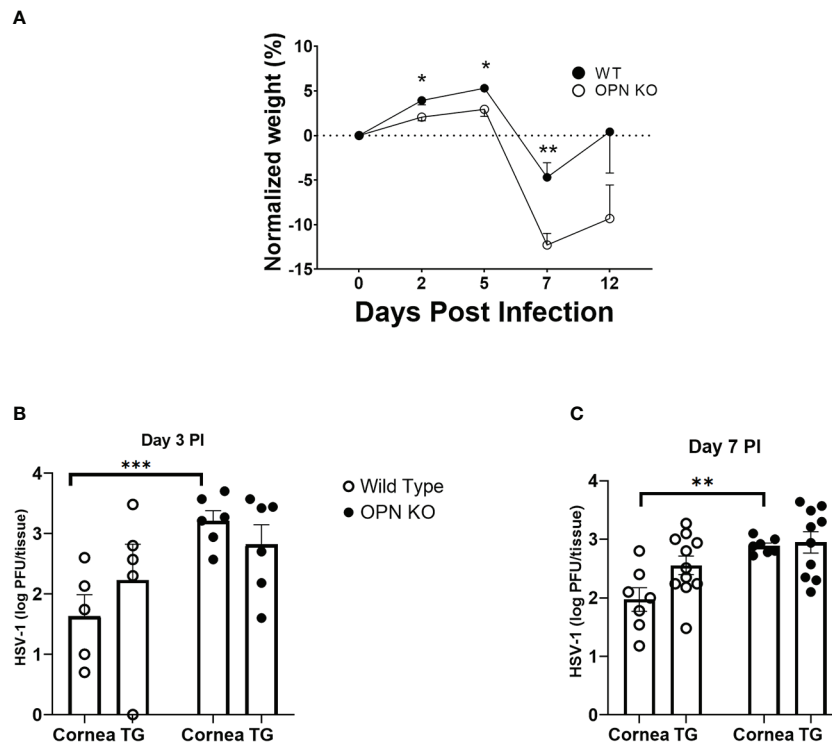 A
10
5
0
-5
-10
-15
Normalized weight (%)
* *
**
WT
OPN KO
0 2 5 7 12
Days Post Infection
B
Day 3 PI
***
4
3
2
1
0
HSV-1 (log PFU/tissue)
Cornea TG Cornea TG
Wild Type
OPN KO
C
Day 7 PI
**
4
3
2
1
0
HSV-1 (log PFU/tissue)
Cornea TG Cornea TG